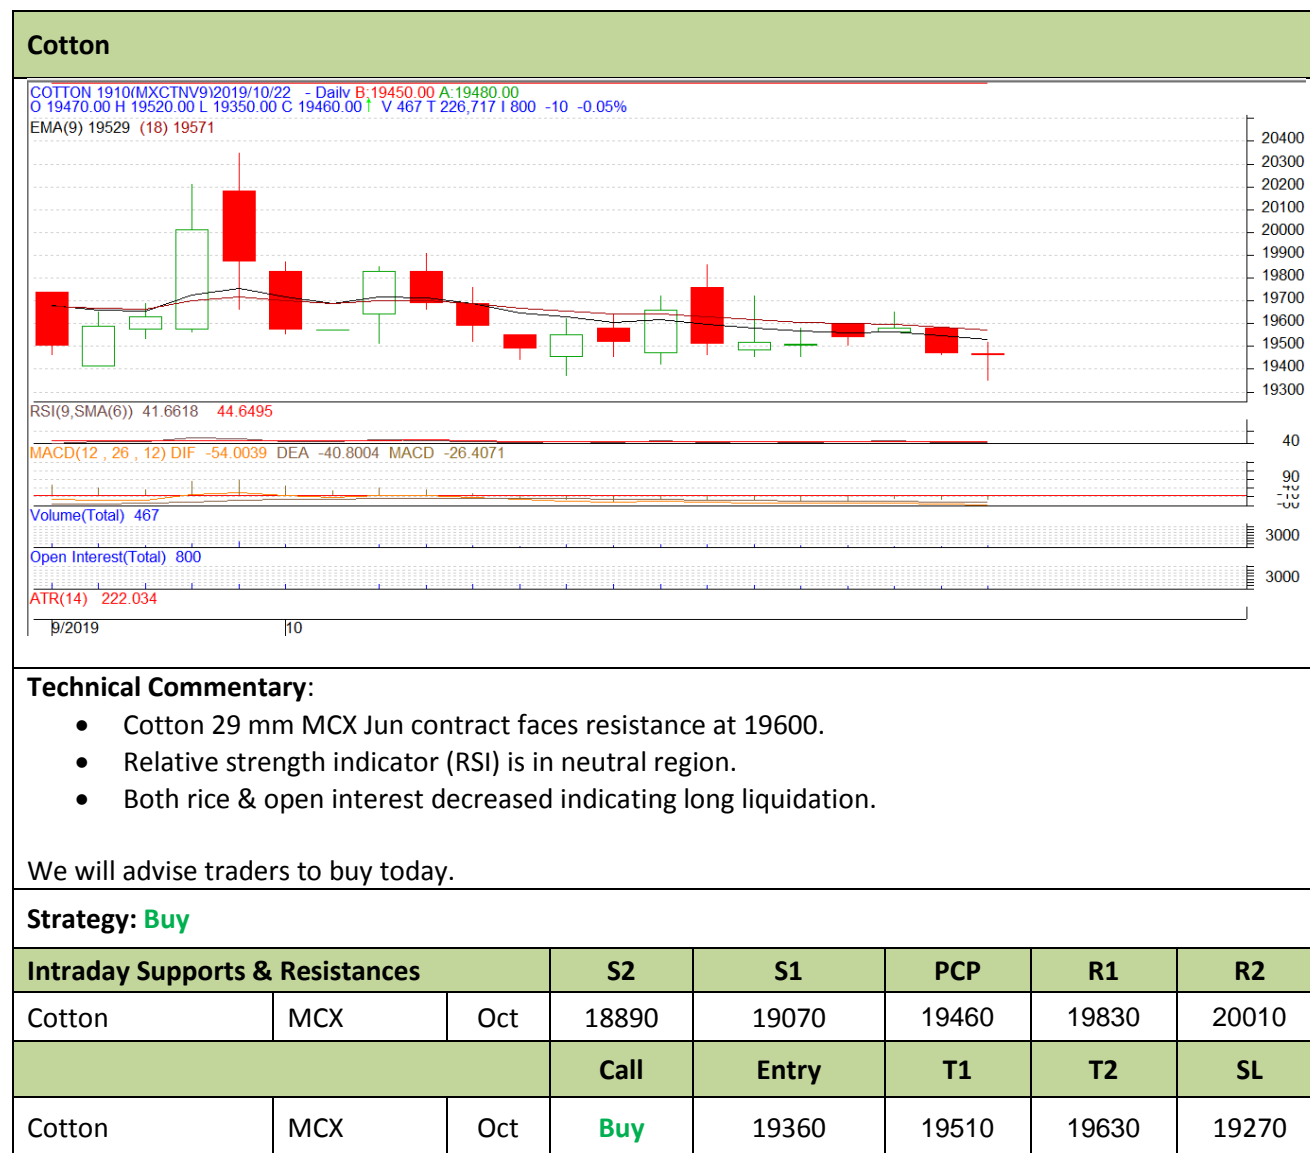 Cotton
COTTON 1910(MXCTNV9)2019/10/22 - Daily B:19450.00 A:19480.00
O 19470.00 H 19520.00 L 19350.00 C 19460.00↑ V 467 T 226,717 I 800 -10 -0.05%
EMA(9) 19529 (18) 19571
20400
20300
20200
20100
20000
19900
19800
19700
19600
19500
19400
19300
RSI(9,SMA(6)) 41.6618 44.6495
40
MACD(12 , 26 , 12) DIF -54.0039 DEA -40.8004 MACD -26.4071
90
Volume(Total) 467
3000
Open Interest(Total) 800
3000
ATR(14) 222.034
9/2019 10
Technical Commentary:
• Cotton 29 mm MCX Jun contract faces resistance at 19600.
• Relative strength indicator (RSI) is in neutral region.
• Both rice & open interest decreased indicating long liquidation.
We will advise traders to buy today.
Strategy: Buy
Intraday Supports & Resistances S2 S1 PCP R1 R2
Cotton MCX Oct 18890 19070 19460 19830 20010
Call Entry T1 T2 SL
Cotton MCX Oct Buy 19360 19510 19630 19270